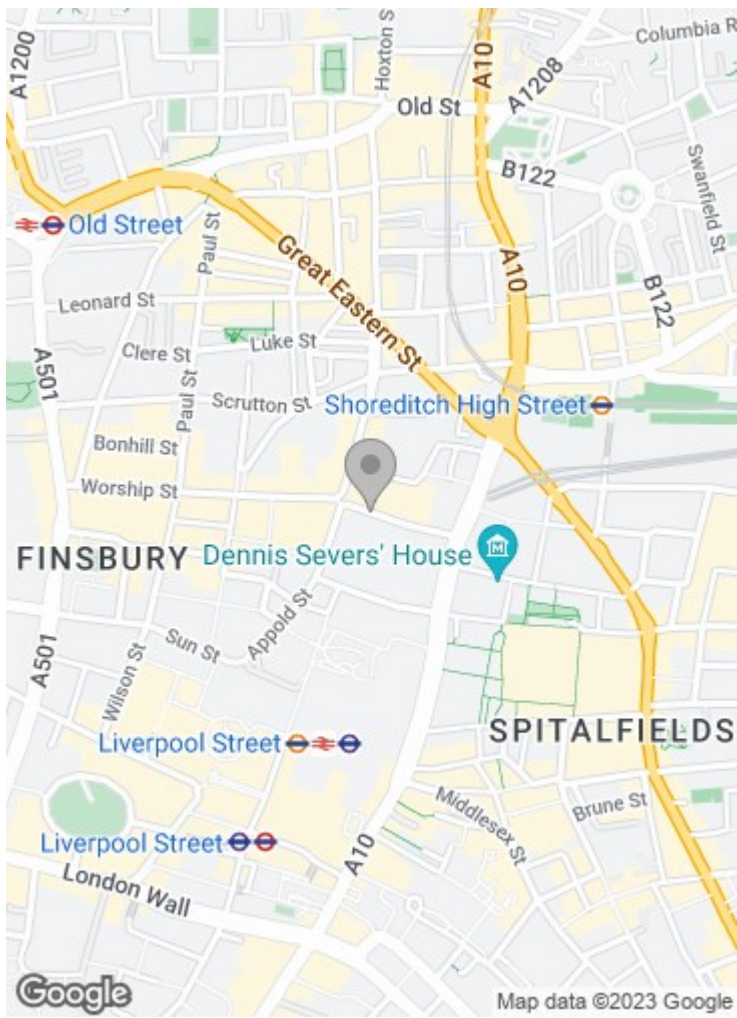 A1200
Hoxton S
A10
Columbia R
A1208
Old St
B122
Swanfield St
Old Street
Paul St
Great Eastern St
A10
B122
Leonard St
Luke St
Clere St
A501
Paul St
Scrutton St
Shoreditch High Street
Bonhill St
Worship St
FINSBURY
Dennis Severs' House
M
Appold St
Sun St
A501
Wilson St
SPITALFIELDS
Liverpool Street
Middlesex St
Brune St
Liverpool Street
A10
London Wall
Google
Map data ©2023 Google